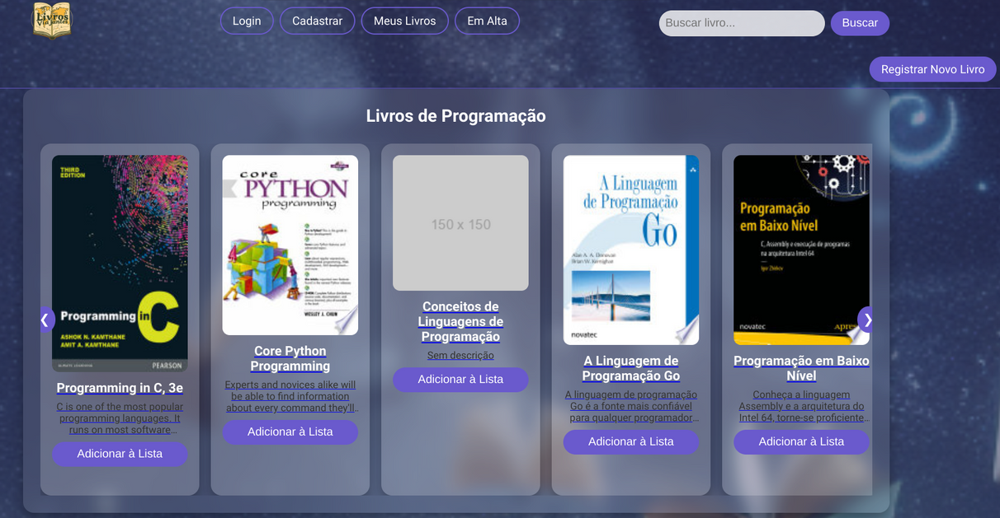 Livros
Viajantes
Login
Cadastrar
Meus Livros
Em Alta
Buscar livro...
Buscar
Registrar Novo Livro
Livros de Programação
THIRD
EDITION
Programming in C
ASHOK N. KAMTHANE
AMIT A. KAMTHANE
ALWAYS LEARNING
PEARSON
Programming in C, 3e
C is one of the most popular
programming languages. It
runs on most software...
Adicionar à Lista
core
PYTHON
programming
WESLEY J. CHUN
Core Python
Programming
Experts and novices alike will
be able to find information
about every command they'll..
Adicionar à Lista
150 x 150
Conceitos de
Linguagens de
Programação
Sem descrição
Adicionar à Lista
A Linguagem
de Programação
Go
Alan A. A. Donovan
Brian W. Kernighan
novatec
A Linguagem de
Programação Go
A linguagem de programação
Go é a fonte mais confiável
para qualquer programador...
Adicionar à Lista
Programação
em Baixo Nível
C, Assembly e execução de programas
na arquitetura Intel 64
Igor Zhirkov
novatec
Apres
Programação em Baixo
Nível
Conheça a linguagem
Assembly e a arquitetura do
Intel 64, torne-se proficiente..
Adicionar à Lista